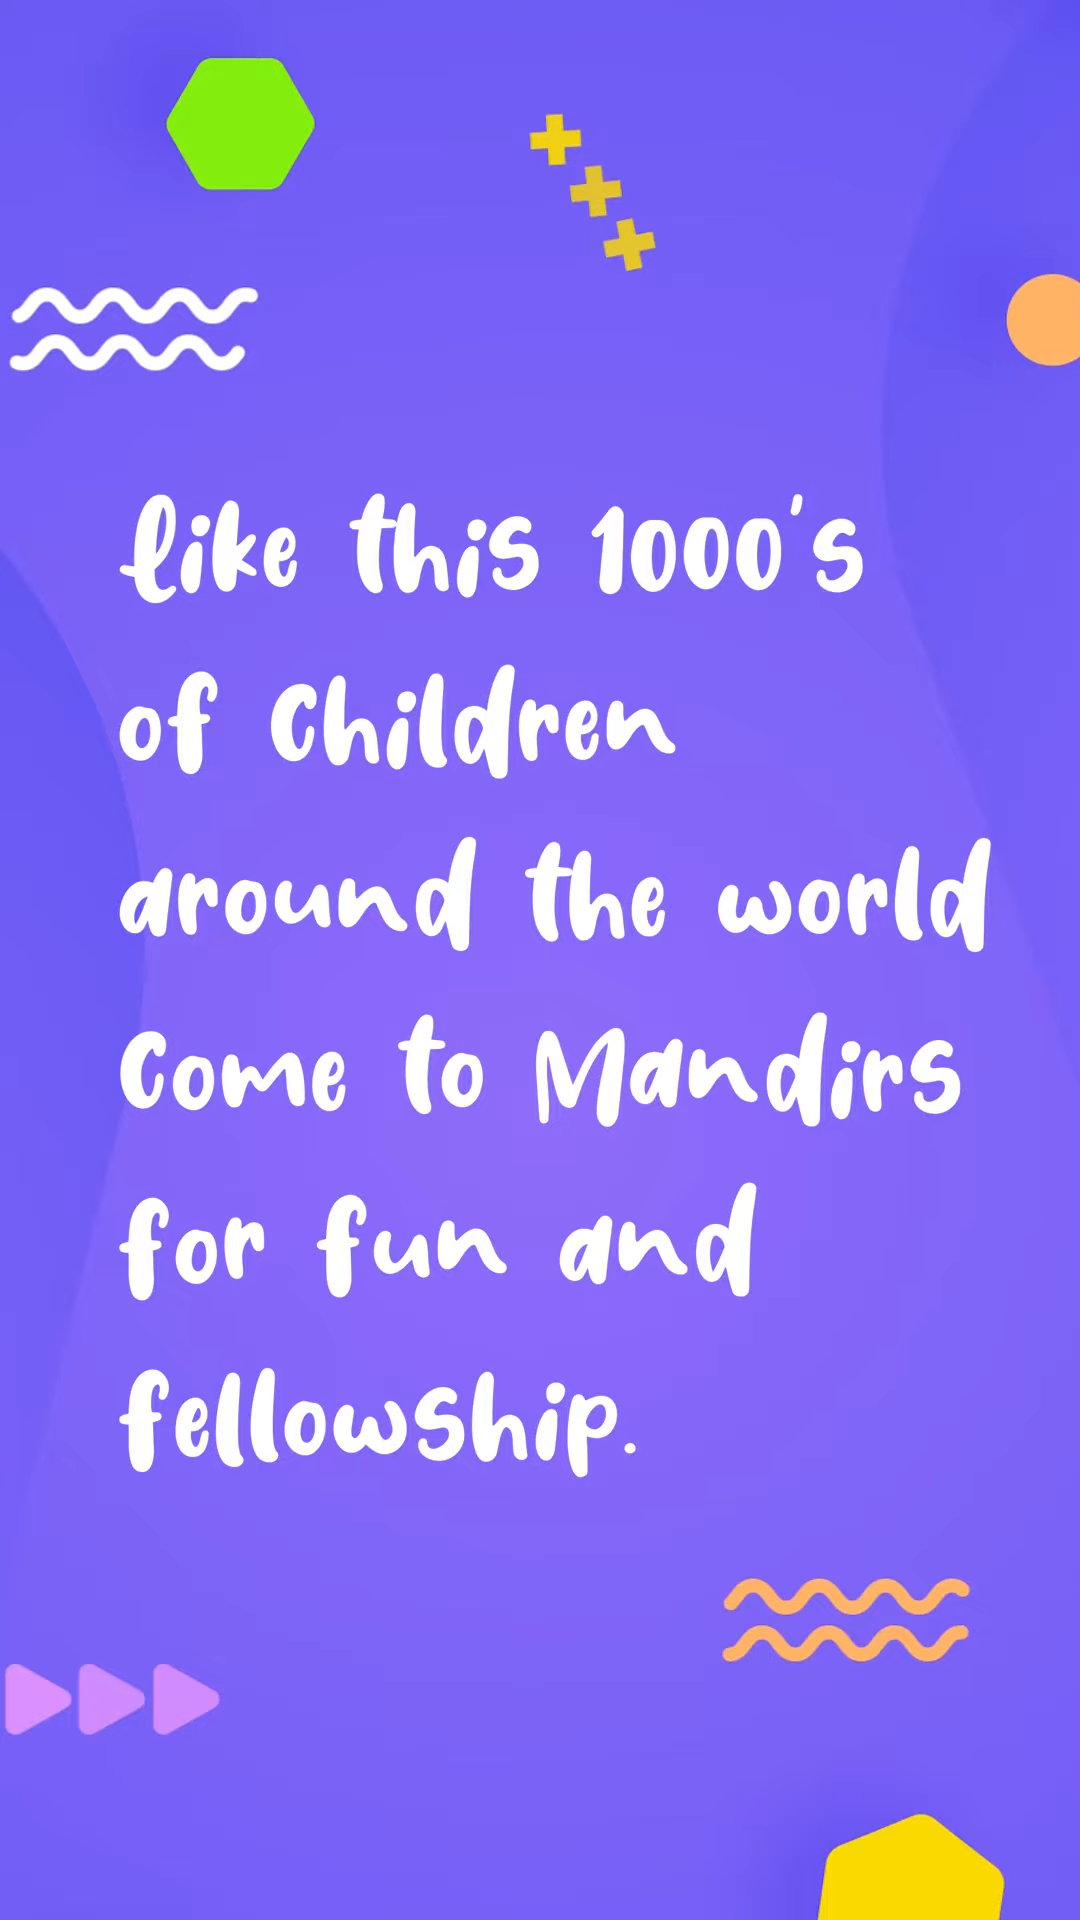 like this 1000's
of Children
around the world
Come to Mandirs
for fun and
fellowship.